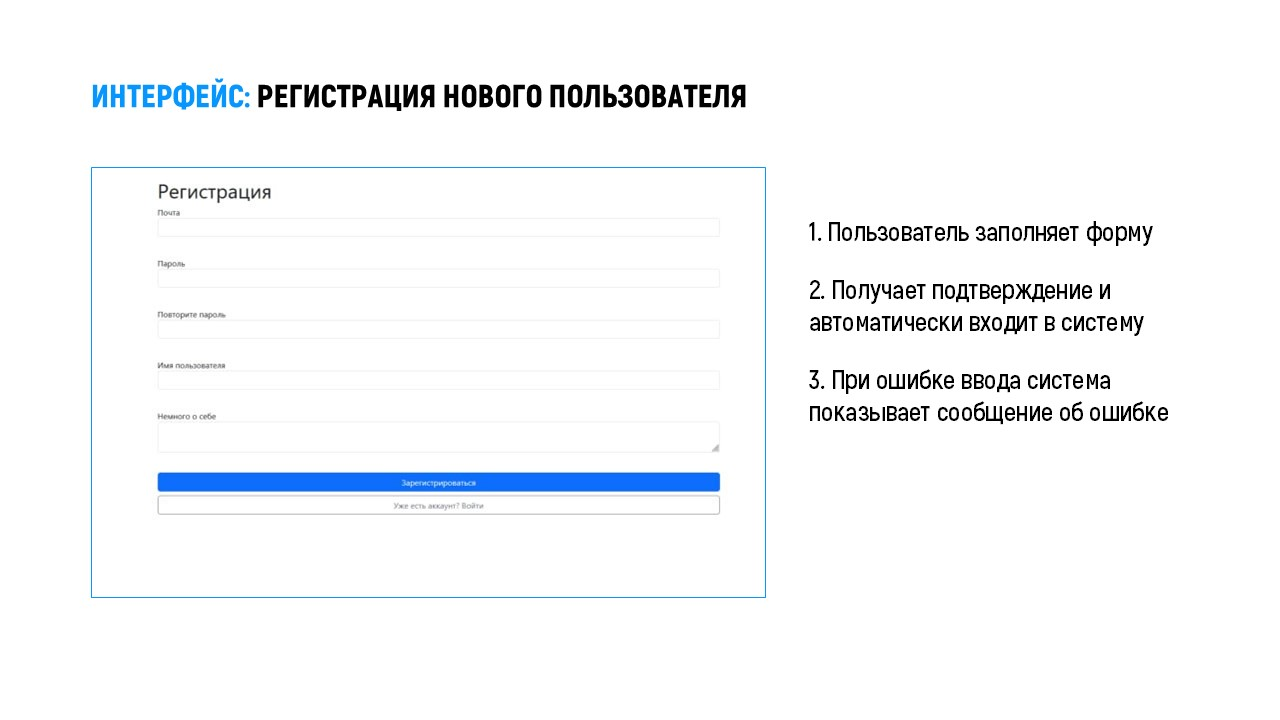 ИНТЕРФЕЙС: РЕГИСТРАЦИЯ НОВОГО ПОЛЬЗОВАТЕЛЯ
Регистрация
Почта
Пароль
Повторите пароль
Имя пользователя
Немного о себе
Зарегистрироваться
Уже есть аккаунт? Войти
1. Пользователь заполняет форму
2. Получает подтверждение и
автоматически входит в систему
3. При ошибке ввода система
показывает сообщение об ошибке